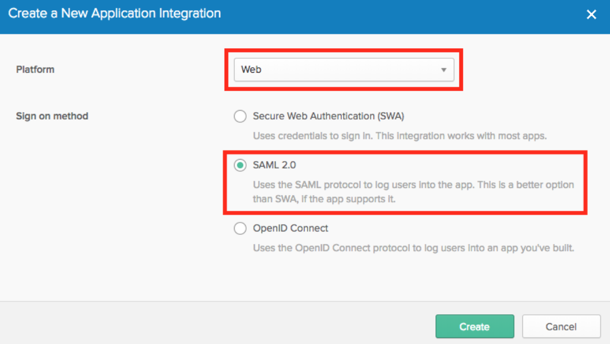 Create a New Application Integration
Platform
Web
Sign on method
Secure Web Authentication (SWA)
Uses credentials to sign in. This integration works with most apps.
SAML 2.0
Uses the SAML protocol to log users into the app. This is a better option
than SWA, if the app supports it.
OpenID Connect
Uses the OpenID Connect protocol to log users into an app you've built.
Create
Cancel